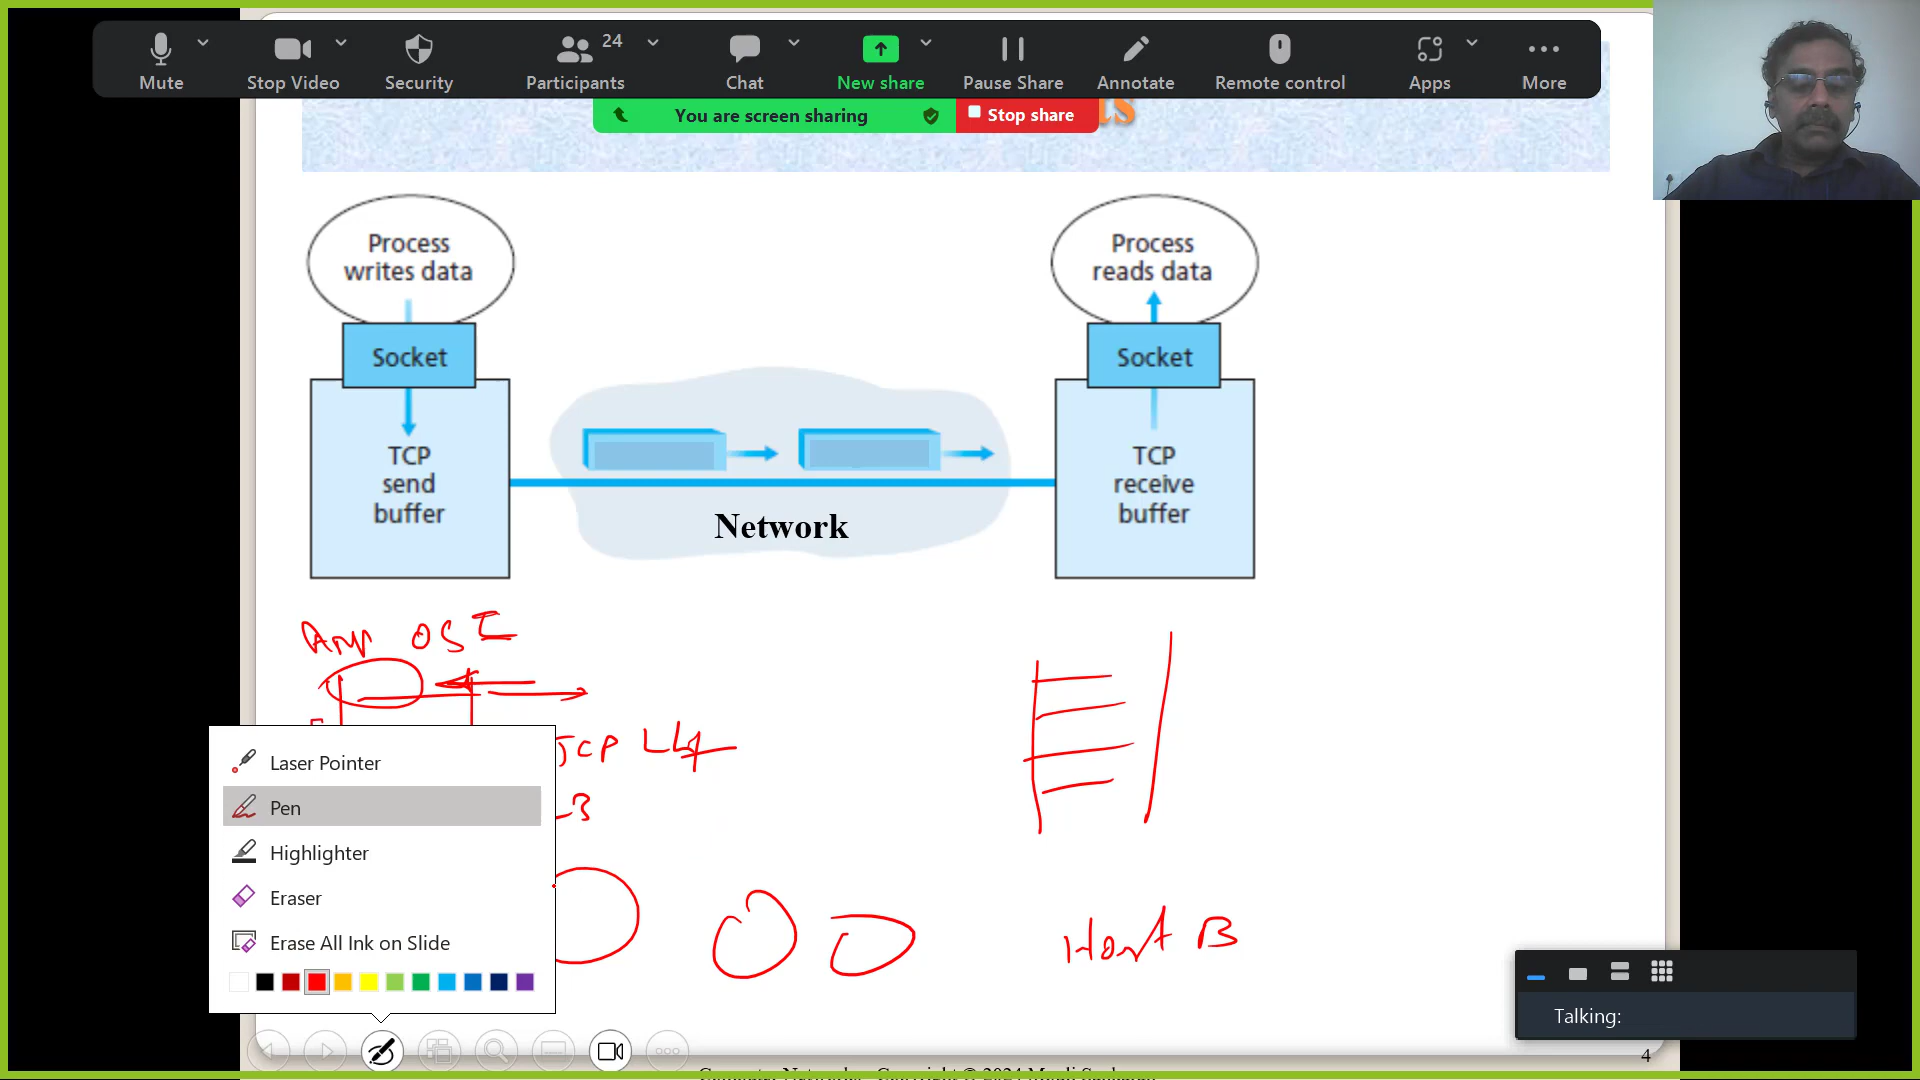 Mute
Stop Video
Security
24
Participants
Chat
New share
Pause Share
Annotate
Remote control
Apps
More
You are screen sharing
Stop share
ts
Process
writes data
Socket
TCP
send
buffer
Network
Process
reads data
Socket
TCP
receive
buffer
App OSI
TCP L4
-3
Host B
Laser Pointer
Pen
Highlighter
Eraser
Erase All Ink on Slide
Talking:
4